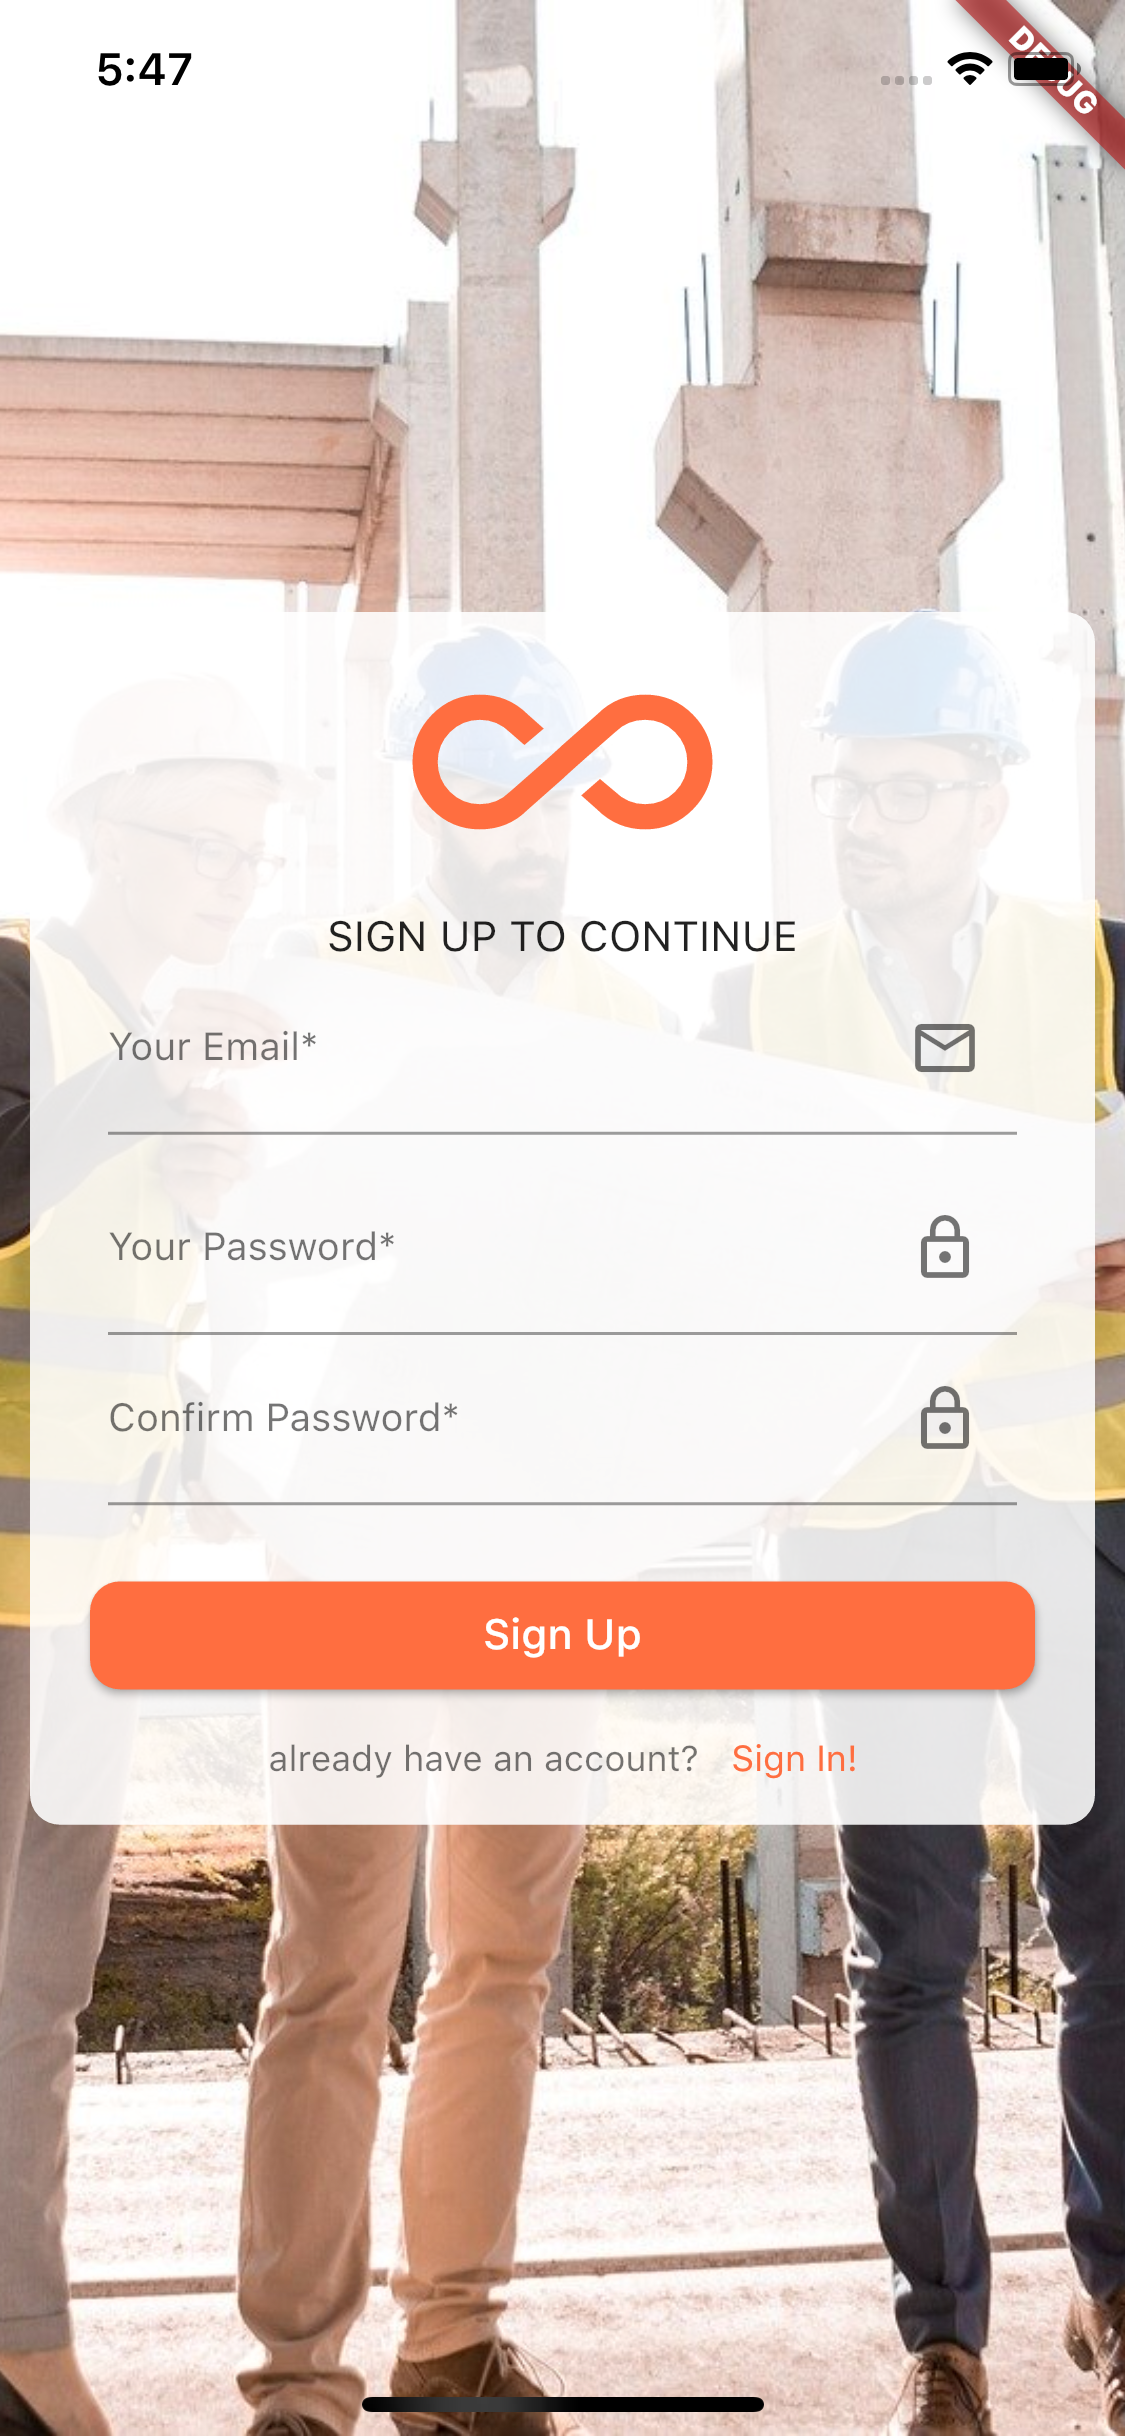 5:47
DEBUG
SIGN UP TO CONTINUE
Your Email*
Your Password*
Confirm Password*
Sign Up
already have an account? Sign In!